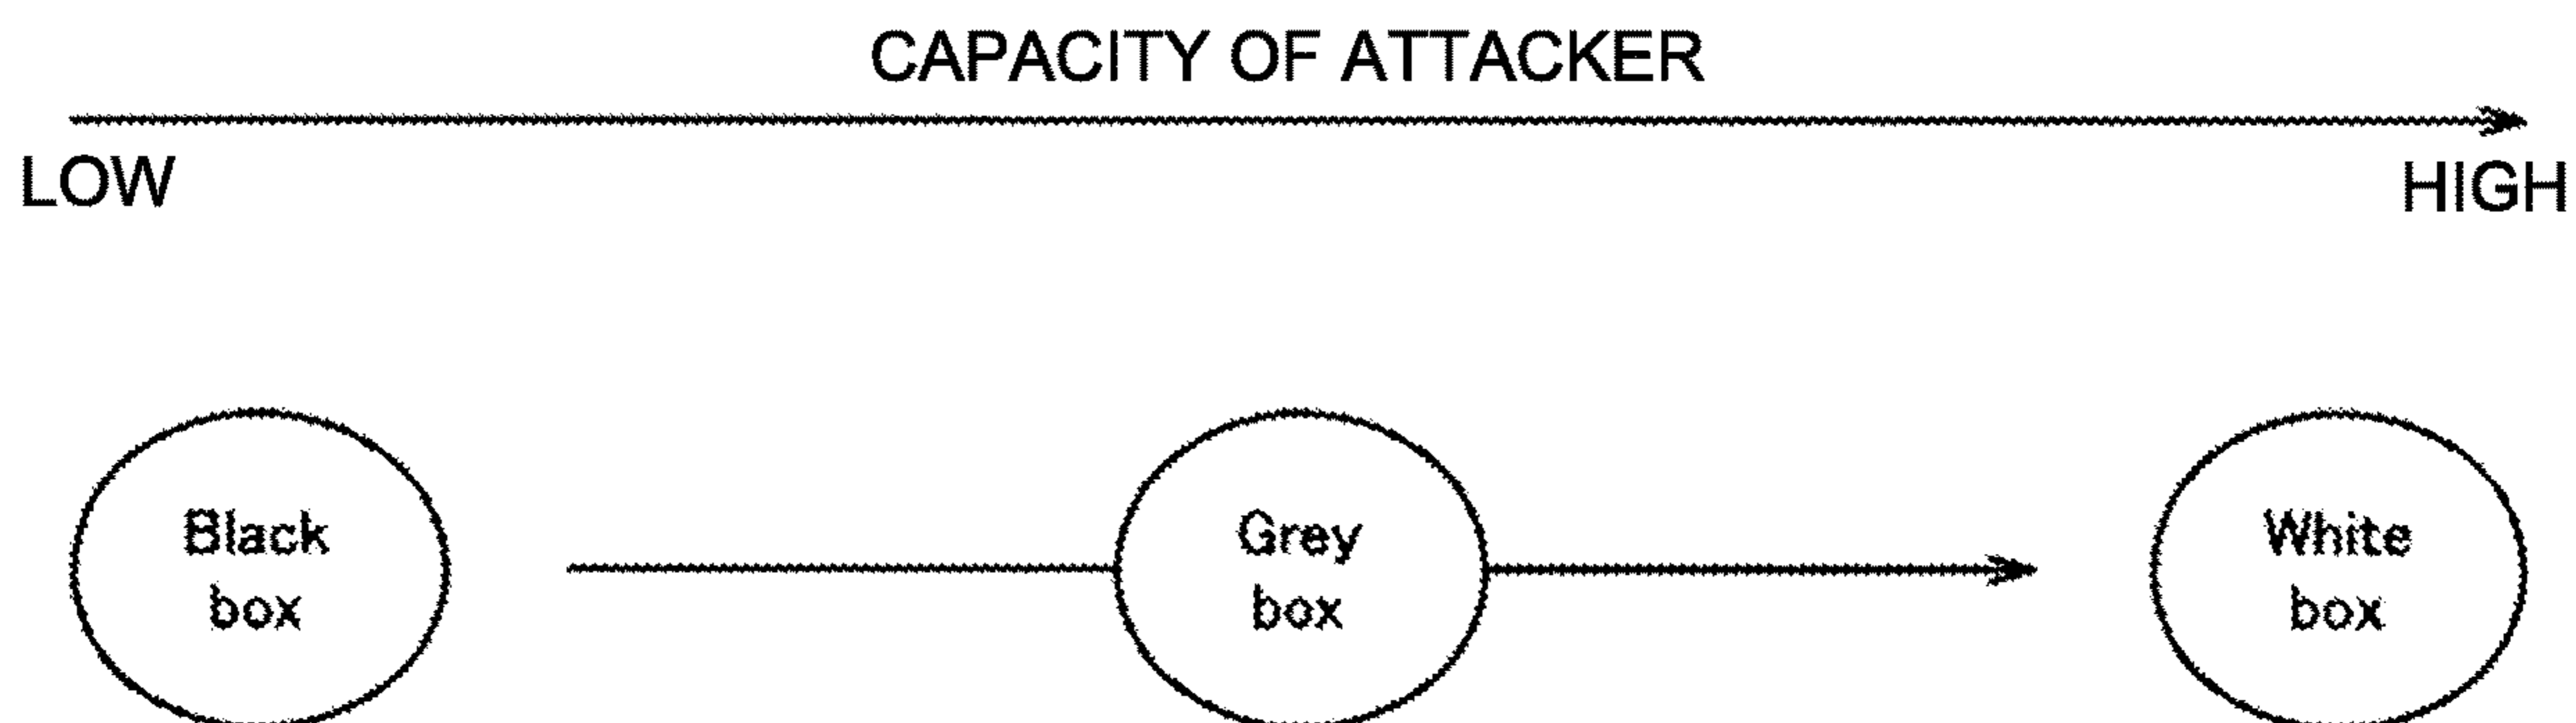 CAPACITY OF ATTACKER
LOW
HIGH
Black
box
Grey
box
White
box